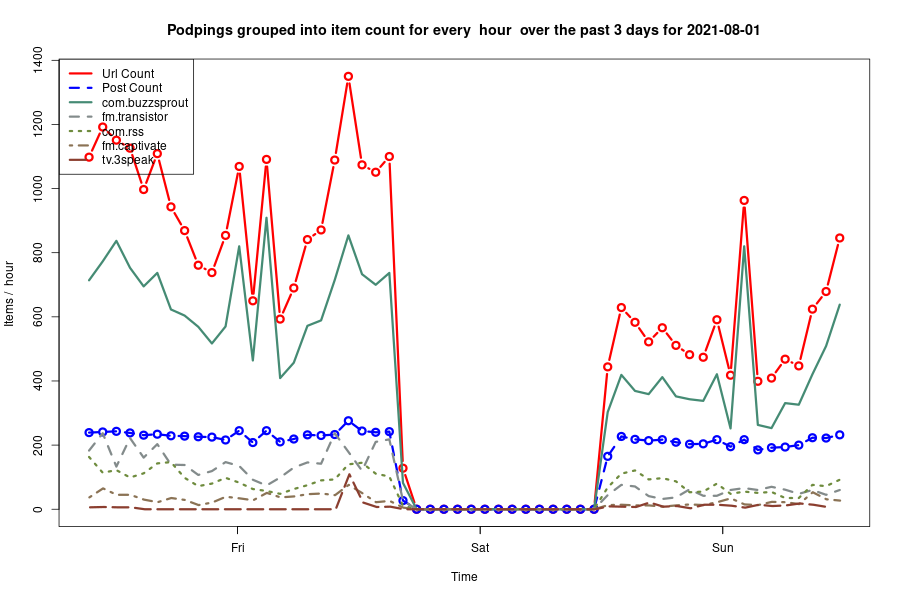 Podpings grouped into item count for every  hour  over the past 3 days for 2021-08-01
Items /  hour
1400
1200
1000
800
600
400
200
0
Url Count
Post Count
com.buzzsprout
fm.transistor
com.rss
fm.captivate
tv.3speak
Fri
Sat
Sun
Time